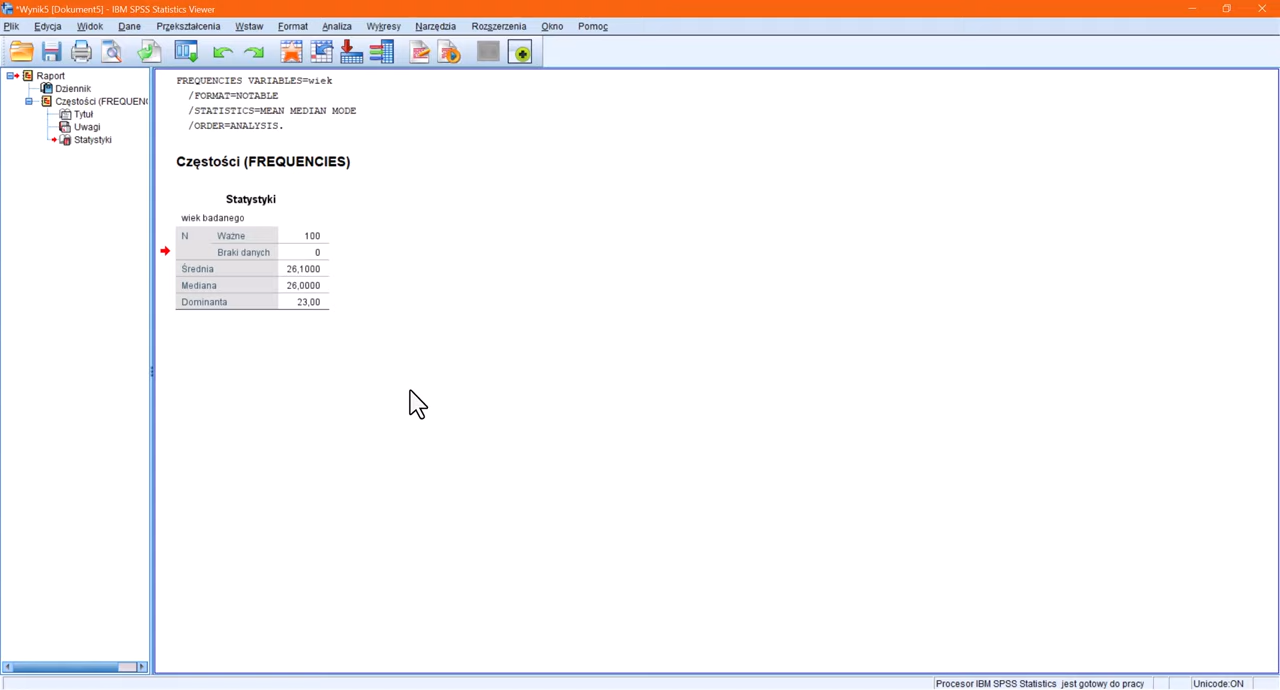 *Wynik5 [Dokument5] - IBM SPSS Statistics Viewer
Plik Edycja Widok Dane Przekształcenia Wstaw Format Analiza Wykresy Narzędzia Rozszerzenia Okno Pomoc
Raport
Dziennik
Częstości (FREQUENC
Tytuł
Uwagi
Statystyki
FREQUENCIES VARIABLES=wiek
/FORMAT=NOTABLE
/STATISTICS=MEAN MEDIAN MODE
/ORDER=ANALYSIS.
Częstości (FREQUENCIES)
Statystyki
wiek badanego
N Ważne 100
Braki danych 0
Średnia 26,1000
Mediana 26,0000
Dominanta 23,00
Procesor IBM SPSS Statistics jest gotowy do pracy Unicode:ON